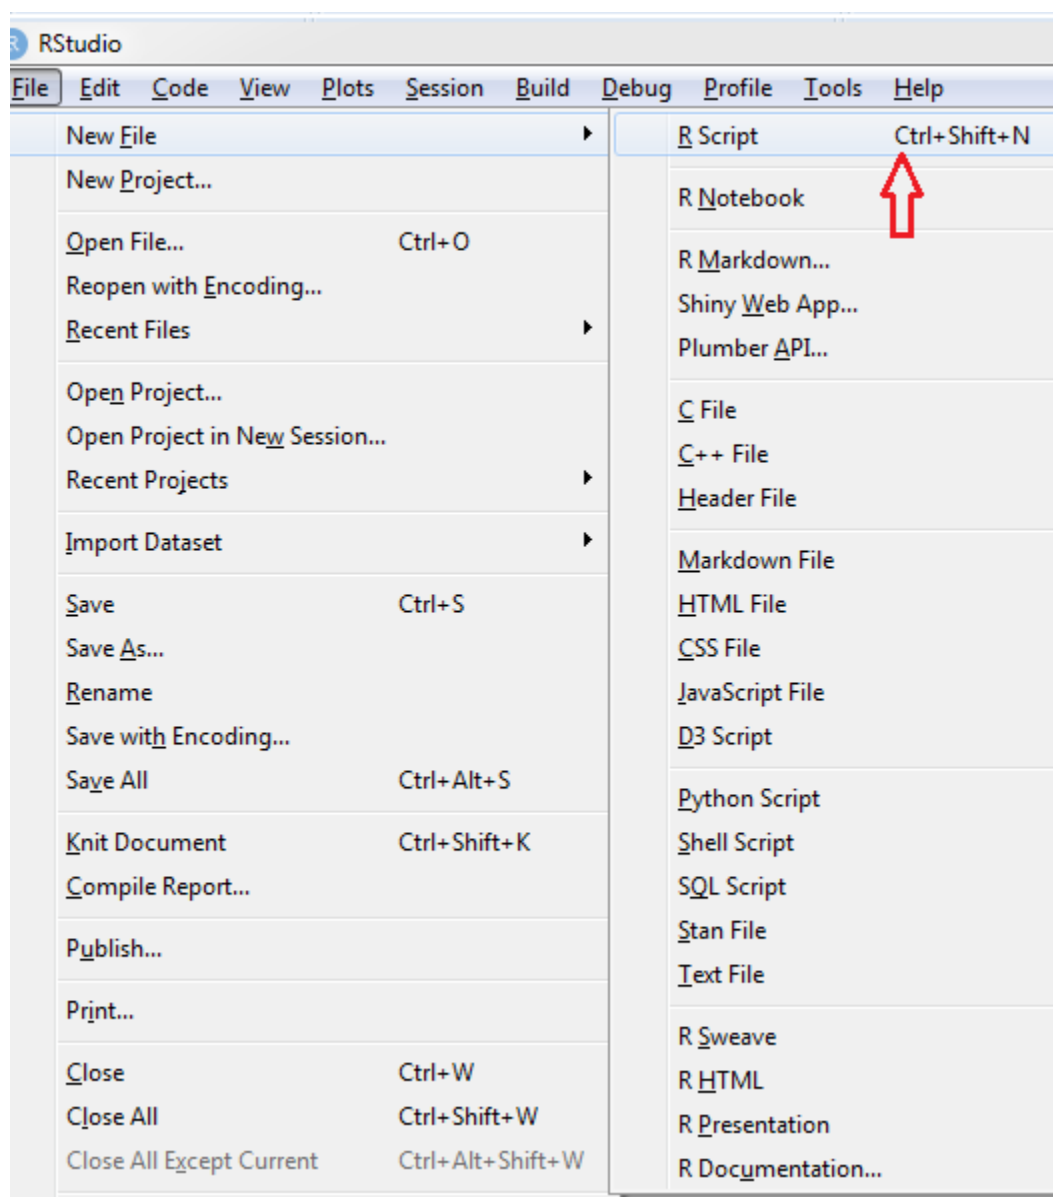 R RStudio
File Edit Code View Plots Session Build Debug Profile Tools Help
New File
New Project...
Open File... Ctrl+O
Reopen with Encoding...
Recent Files
Open Project...
Open Project in New Session...
Recent Projects
Import Dataset
Save Ctrl+S
Save As...
Rename
Save with Encoding...
Save All Ctrl+Alt+S
Knit Document Ctrl+Shift+K
Compile Report...
Publish...
Print...
Close Ctrl+W
Close All Ctrl+Shift+W
Close All Except Current Ctrl+Alt+Shift+W
R Script Ctrl+Shift+N
R Notebook
R Markdown...
Shiny Web App...
Plumber API...
C File
C++ File
Header File
Markdown File
HTML File
CSS File
JavaScript File
D3 Script
Python Script
Shell Script
SQL Script
Stan File
Text File
R Sweave
R HTML
R Presentation
R Documentation...